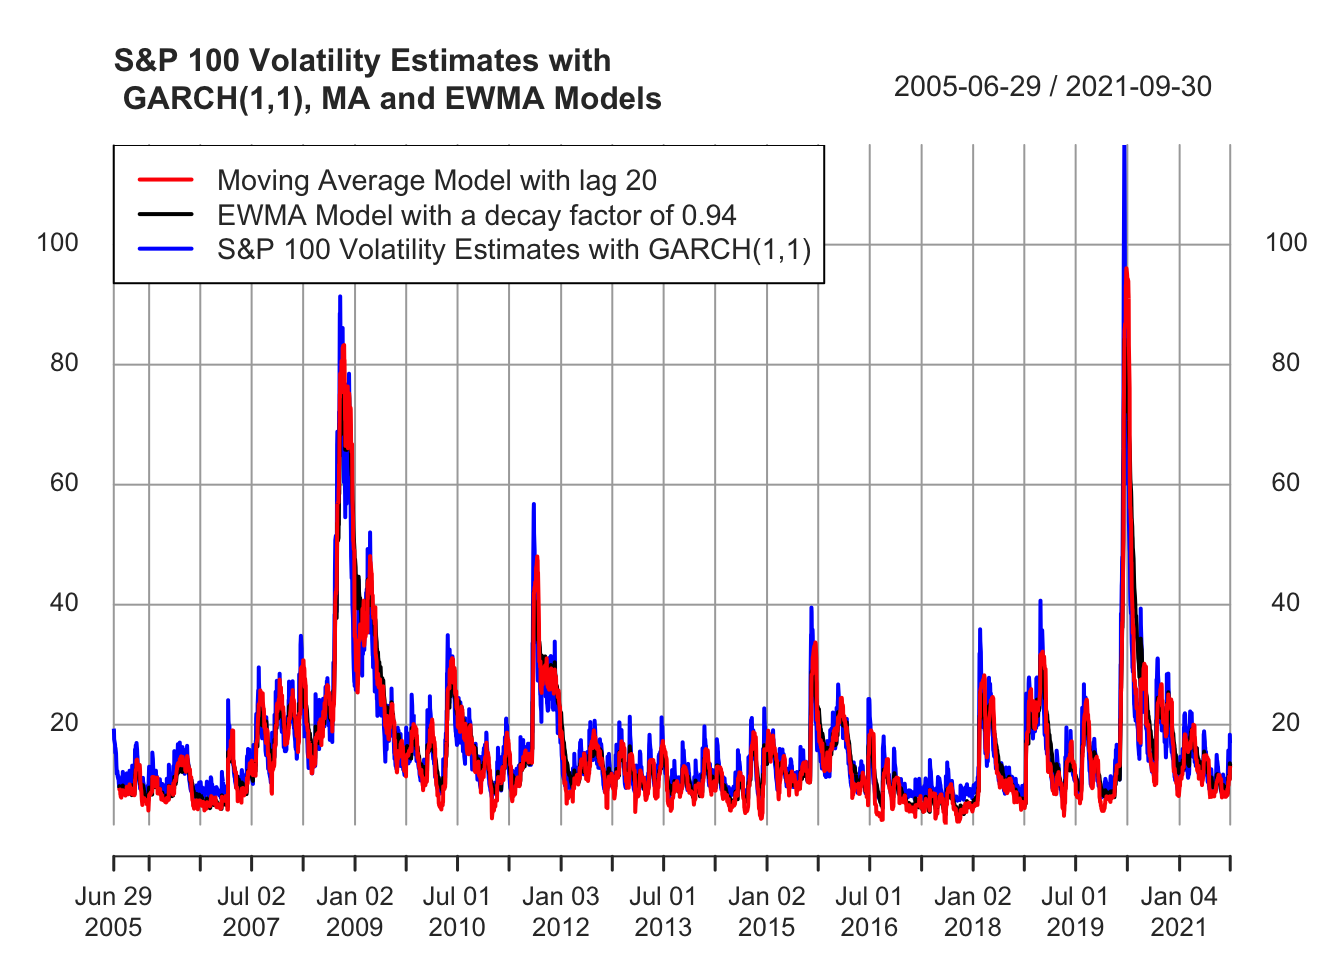 S&P 100 Volatility Estimates with
GARCH(1,1), MA and EWMA Models
2005-06-29 / 2021-09-30
Moving Average Model with lag 20
EWMA Model with a decay factor of 0.94
S&P 100 Volatility Estimates with GARCH(1,1)
100
80
60
40
20
100
80
60
40
20
Jun 29 Jul 02 Jan 02 Jul 01 Jan 03 Jul 01 Jan 02 Jul 01 Jan 02 Jul 01 Jan 04
2005 2007 2009 2010 2012 2013 2015 2016 2018 2019 2021